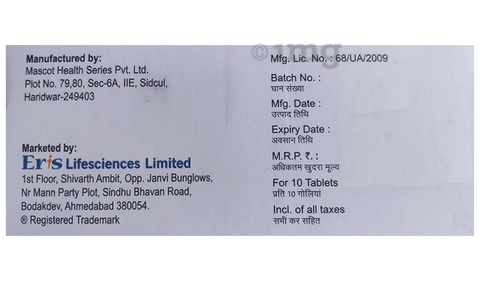 Manufactured by:
Mascot Health Series Pvt. Ltd.
Plot No. 79,80, Sec-6A, IIE, Sidcul,
Haridwar-249403
Marketed by:
Eris Lifesciences Limited
1st Floor, Shivarth Ambit, Opp. Janvi Bunglows,
Nr Mann Party Plot, Sindhu Bhavan Road,
Bodakdev, Ahmedabad 380054.
® Registered Trademark
©1mg
Mfg. Lic. No. : 68/UA/2009
Batch No. :
घान संख्या
Mfg. Date :
उत्पाद तिथि
Expiry Date :
अवसान तिथि
M.R.P. ₹. :
अधिकतम खुदरा मूल्य
For 10 Tablets
प्रति 10 गोलियां
Incl. of all taxes
सभी कर सहित